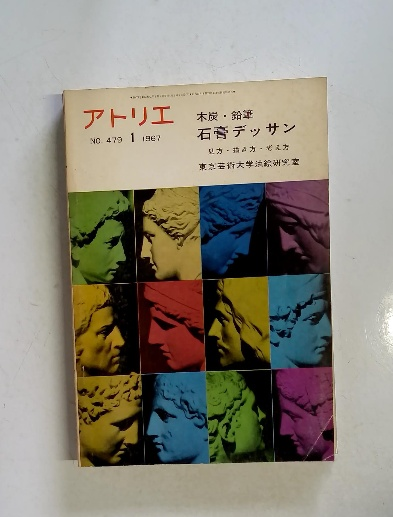 アトリエ
NO. 479 1 1967
木炭・鉛筆
石膏デッサン
見方・描き方・考え方
東京芸術大学油絵研究室